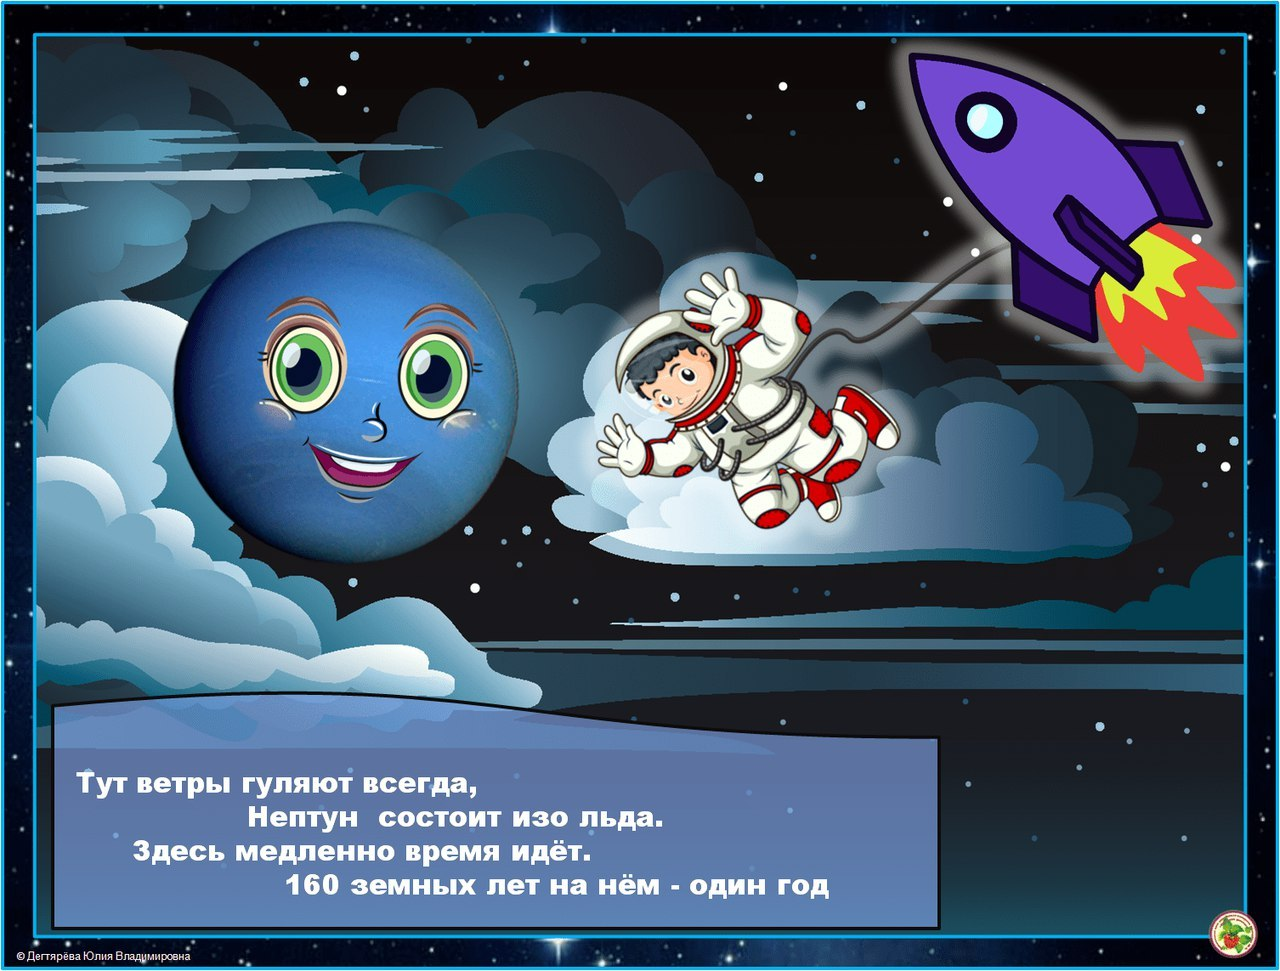 Тут ветры гуляют всегда,
Нептун состоит изо льда.
Здесь медленно время идёт.
160 земных лет на нём - один год
© Дегтярёва Юлия Владимировна